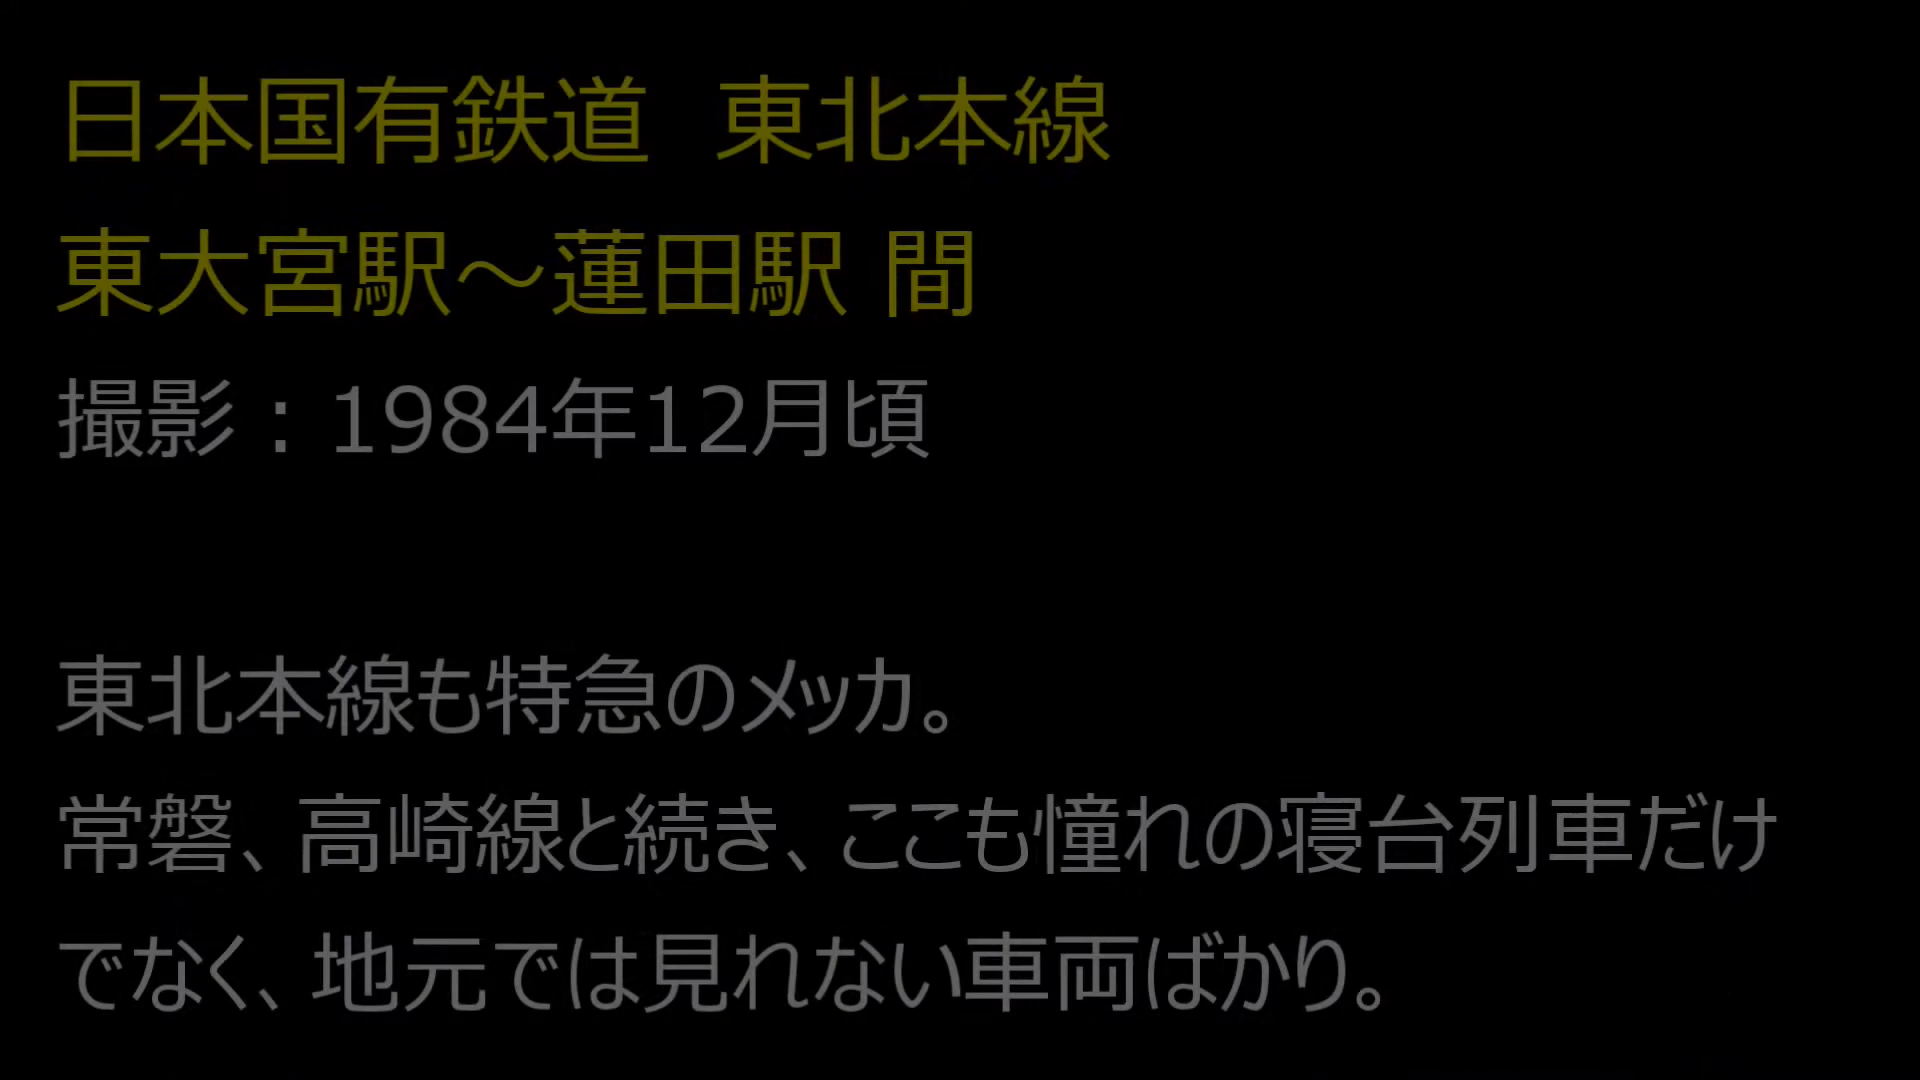 日本国有鉄道　東北本線
東大宮駅～蓮田駅 間
撮影：1984年12月頃
東北本線も特急のメッカ。
常磐、高崎線と続き、ここも憧れの寝台列車だけ
でなく、地元では見れない車両ばかり。